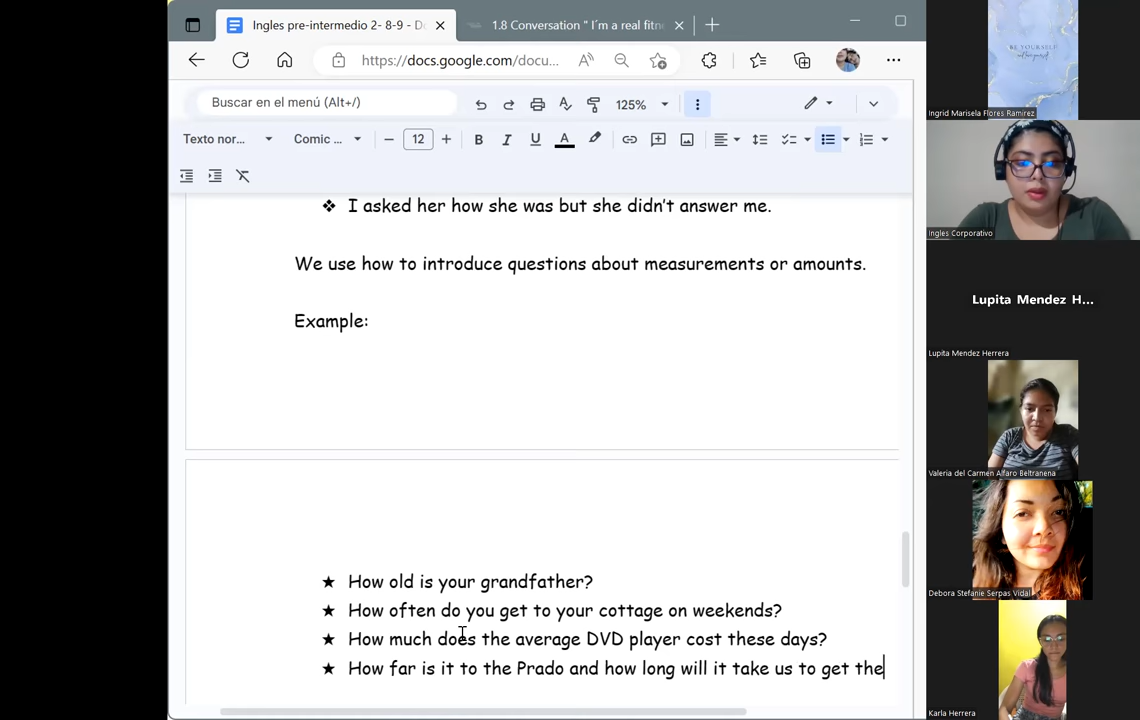 Ingles pre-intermedio 2- 8-9 - Do
1.8 Conversation " I´m a real fitn
https://docs.google.com/docu...
Buscar en el menú (Alt+/)
125%
Texto nor...
Comic ...
12
I asked her how she was but she didn't answer me.
We use how to introduce questions about measurements or amounts.
Example:
How old is your grandfather?
How often do you get to your cottage on weekends?
How much does the average DVD player cost these days?
How far is it to the Prado and how long will it take us to get the
BE YOURSELF
Ingrid Marisela Flores Ramirez
Ingles Corporativo
Lupita Mendez H...
Lupita Mendez Herrera
Valeria del Carmen Alfaro Beltranena
Debora Stefanie Serpas Vidal
Karla Herrera